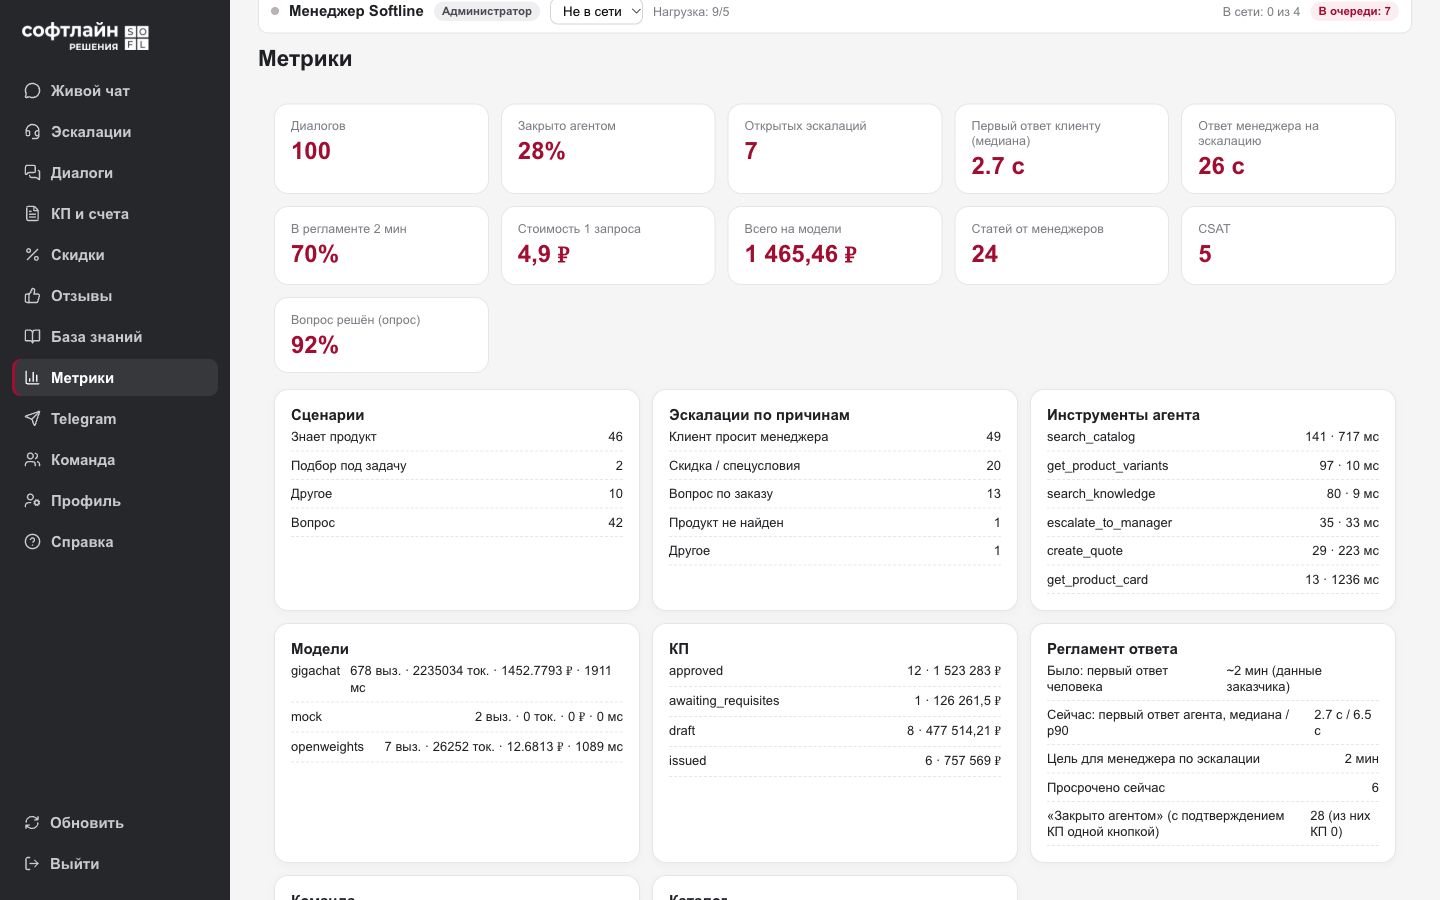 софтлайн
SO
FL
РЕШЕНИЯ
Живой чат
Эскалации
Диалоги
КП и счета
Скидки
Отзывы
База знаний
Метрики
Telegram
Команда
Профиль
Справка
Обновить
Выйти
Менеджер Softline Администратор Не в сети Нагрузка: 9/5 В сети: 0 из 4 В очереди: 7
Метрики
Диалогов
100
Закрыто агентом
28%
Открытых эскалаций
7
Первый ответ клиенту
(медиана)
2.7 с
Ответ менеджера на
эскалацию
26 с
В регламенте 2 мин
70%
Стоимость 1 запроса
4,9 ₽
Всего на модели
1 465,46 ₽
Статей от менеджеров
24
CSAT
5
Вопрос решён (опрос)
92%
Сценарии
Знает продукт 46
Подбор под задачу 2
Другое 10
Вопрос 42
Эскалации по причинам
Клиент просит менеджера 49
Скидка / спецусловия 20
Вопрос по заказу 13
Продукт не найден 1
Другое 1
Инструменты агента
search_catalog 141 · 717 мс
get_product_variants 97 · 10 мс
search_knowledge 80 · 9 мс
escalate_to_manager 35 · 33 мс
create_quote 29 · 223 мс
get_product_card 13 · 1236 мс
Модели
gigachat 678 выз. · 2235034 ток. · 1452.7793 ₽ · 1911
мс
mock 2 выз. · 0 ток. · 0 ₽ · 0 мс
openweights 7 выз. · 26252 ток. · 12.6813 ₽ · 1089 мс
КП
approved 12 · 1 523 283 ₽
awaiting_requisites 1 · 126 261,5 ₽
draft 8 · 477 514,21 ₽
issued 6 · 757 569 ₽
Регламент ответа
Было: первый ответ ~2 мин (данные
человека заказчика)
Сейчас: первый ответ агента, медиана / 2.7 с / 6.5
p90 с
Цель для менеджера по эскалации 2 мин
Просрочено сейчас 6
«Закрыто агентом» (с подтверждением 28 (из них
КП одной кнопкой) КП 0)
Команда
Каталог